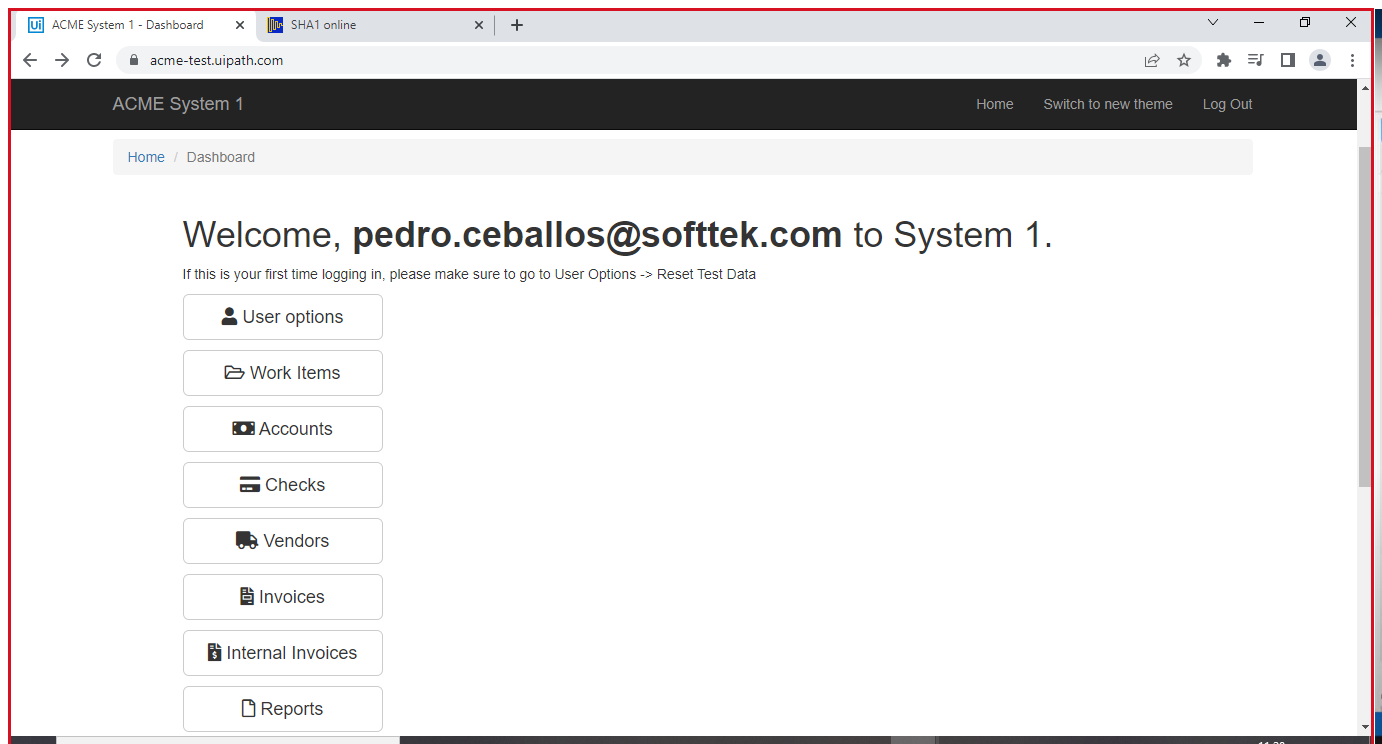 Ui ACME System 1 - Dashboard
SHA1 online
acme-test.uipath.com
ACME System 1
Home
Switch to new theme
Log Out
Home / Dashboard
Welcome, pedro.ceballos@softtek.com to System 1.
If this is your first time logging in, please make sure to go to User Options -> Reset Test Data
User options
Work Items
Accounts
Checks
Vendors
Invoices
Internal Invoices
Reports